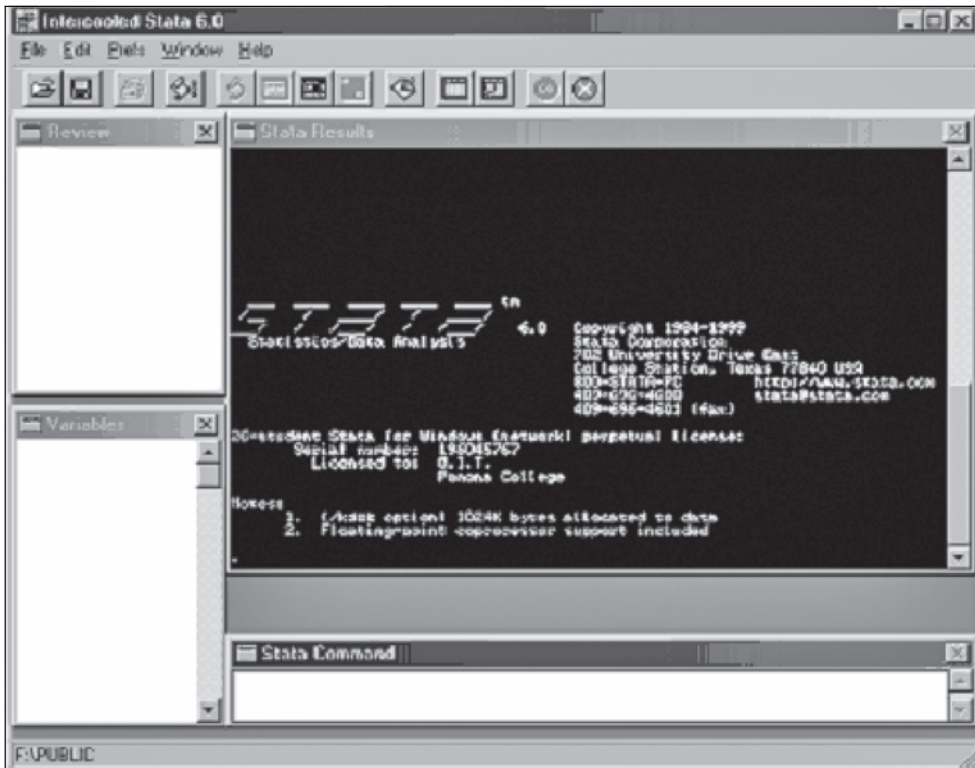 Intercooled Stata 6.0
File Edit Prefs Window Help
Review
Stata Results
STATA tm
6.0 Copyright 1984-1999
Statistics/Data Analysis
Stata Corporation
702 University Drive East
College Station, Texas 77840 USA
800-STATA-PC http://www.stata.com
409-696-4600 stata@stata.com
409-696-4601 (fax)
Variables
20-student Stata for Windows (network) perpetual license:
Serial number:
Licensed to:
Pomona College
Notes:
1. option) 1024K bytes allocated to data
2. Floating-point coprocessor support included
.
Stata Command
F:\PUBLIC